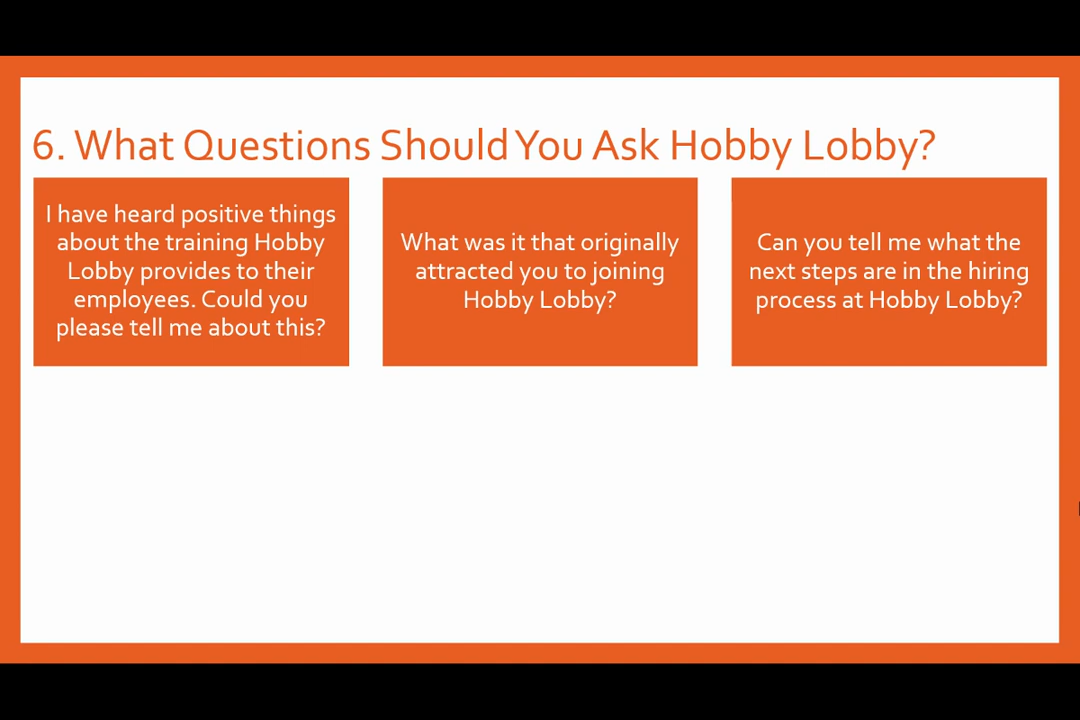 6. What Questions Should You Ask Hobby Lobby?
I have heard positive things
about the training Hobby
Lobby provides to their
employees. Could you
please tell me about this?
What was it that originally
attracted you to joining
Hobby Lobby?
Can you tell me what the
next steps are in the hiring
process at Hobby Lobby?